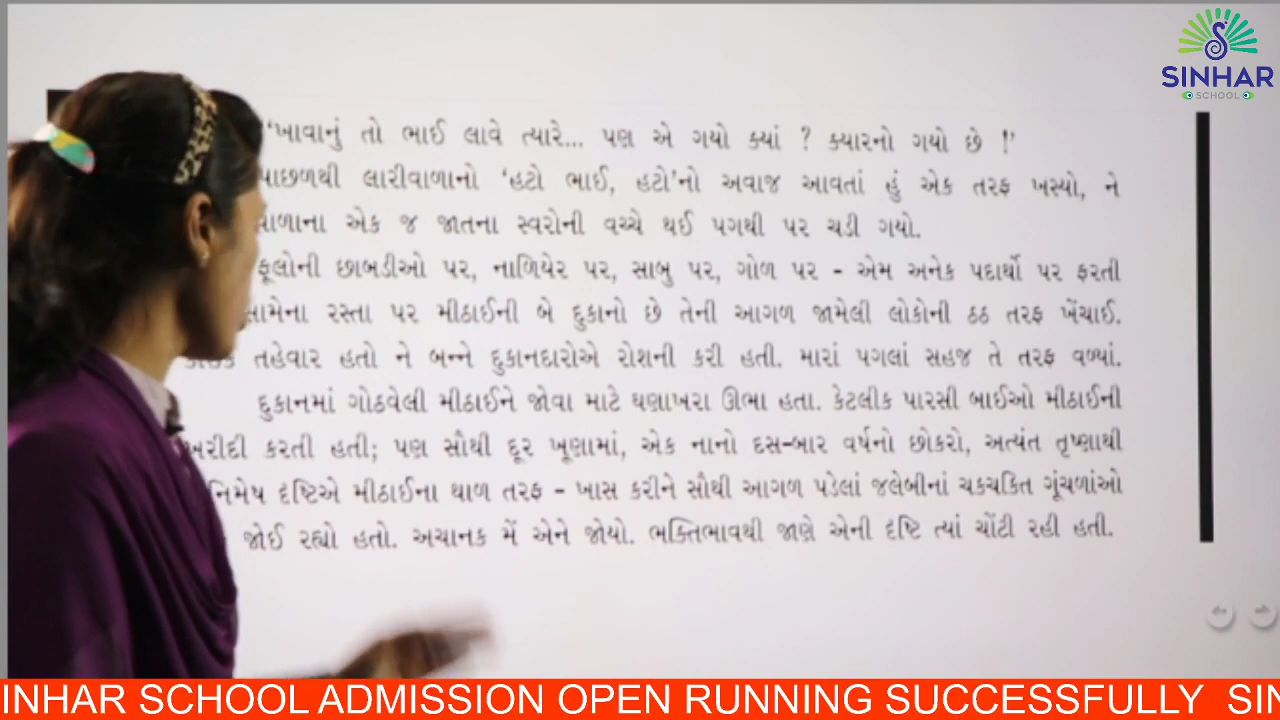 SINHAR
SCHOOL
‘ખાવાનું તો ભાઈ લાવે ત્યારે... પણ એ ગયો ક્યાં ? ક્યારનો ગયો છે !’
પાછળથી લારીવાળાનો ‘હટો ભાઈ, હટો’નો અવાજ આવતાં હું એક તરફ ખસ્યો, ને
એક જ જાતના સ્વરોની વચ્ચે થઈ પગથી પર ચડી ગયો.
ફૂલોની છાબડીઓ પર, નાળિયેર પર, સાબુ પર, ગોળ પર - એમ અનેક પદાર્થો પર ફરતી
સામેના રસ્તા પર મીઠાઈની બે દુકાનો છે તેની આગળ જામેલી લોકોની ઠઠ તરફ ખેંચાઈ.
તહેવાર હતો ને બન્ને દુકાનદારોએ રોશની કરી હતી. મારાં પગલાં સહજ તે તરફ વળ્યાં.
દુકાનમાં ગોઠવેલી મીઠાઈને જોવા માટે ઘણાખરા ઊભા હતા. કેટલીક પારસી બાઈઓ મીઠાઈની
ખરીદી કરતી હતી; પણ સૌથી દૂર ખૂણામાં, એક નાનો દસ-બાર વર્ષનો છોકરો, અત્યંત તૃષ્ણાથી
નિમેષ દૃષ્ટિએ મીઠાઈના થાળ તરફ - ખાસ કરીને સૌથી આગળ પડેલાં જલેબીનાં ચકચકિત ગૂંચળાંઓ
જોઈ રહ્યો હતો. અચાનક મેં એને જોયો. ભક્તિભાવથી જાણે એની દૃષ્ટિ ત્યાં ચોંટી રહી હતી.
INHAR SCHOOL ADMISSION OPEN RUNNING SUCCESSFULLY SIN